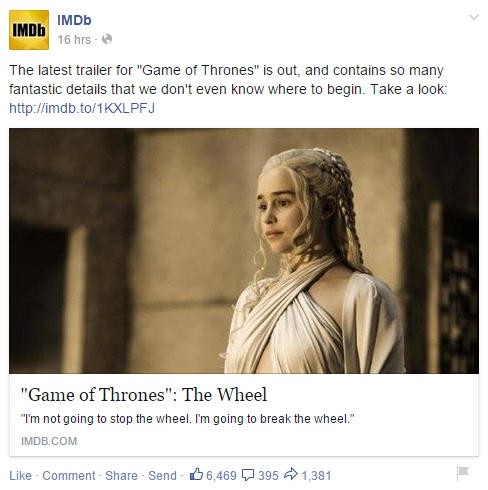 IMDb
IMDb
16 hrs ·
The latest trailer for "Game of Thrones" is out, and contains so many
fantastic details that we don't even know where to begin. Take a look:
http://imdb.to/1KXLPFJ
"Game of Thrones": The Wheel
"I'm not going to stop the wheel. I'm going to break the wheel."
IMDB.COM
Like · Comment · Share · Send · 6,469 395 1,381